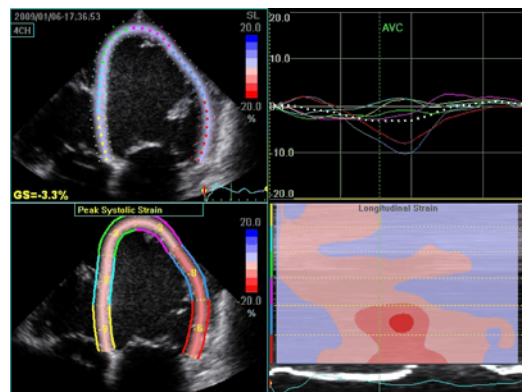 2009/01/06-17:36:53
SL
4CH
20.0
-20.0
%
GS=-3.3%
20.0
AVC
10.0
-10.0
-20.0
Peak Systolic Strain
20.0
-20.0
%
Longitudinal Strain